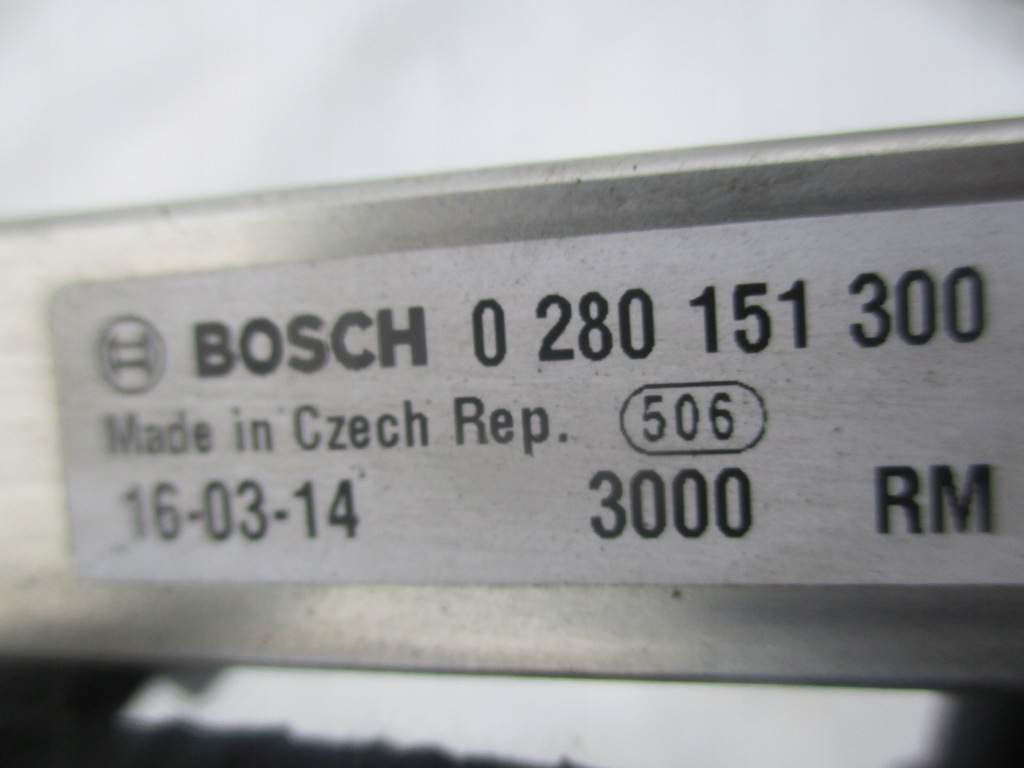 BOSCH 0 280 151 300
Made in Czech Rep. 506
16-03-14 3000 RM